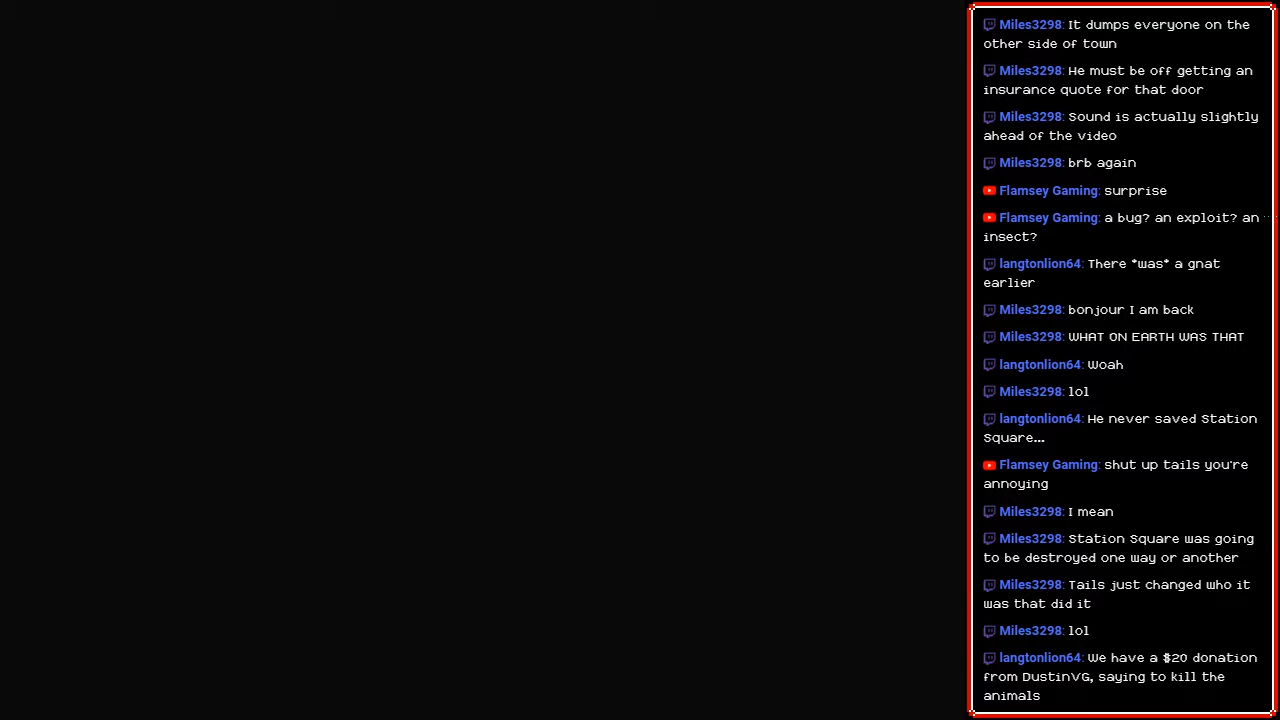 Miles3298: It dumps everyone on the
other side of town
Miles3298: He must be off getting an
insurance quote for that door
Miles3298: Sound is actually slightly
ahead of the video
Miles3298: brb again
Flamsey Gaming: surprise
Flamsey Gaming: a bug? an exploit? an
insect?
langtonlion64: There *was* a gnat
earlier
Miles3298: bonjour I am back
Miles3298: WHAT ON EARTH WAS THAT
langtonlion64: Woah
Miles3298: lol
langtonlion64: He never saved Station
Square...
Flamsey Gaming: shut up tails you're
annoying
Miles3298: I mean
Miles3298: Station Square was going
to be destroyed one way or another
Miles3298: Tails just changed who it
was that did it
Miles3298: lol
langtonlion64: We have a $20 donation
from DustinVG, saying to kill the
animals